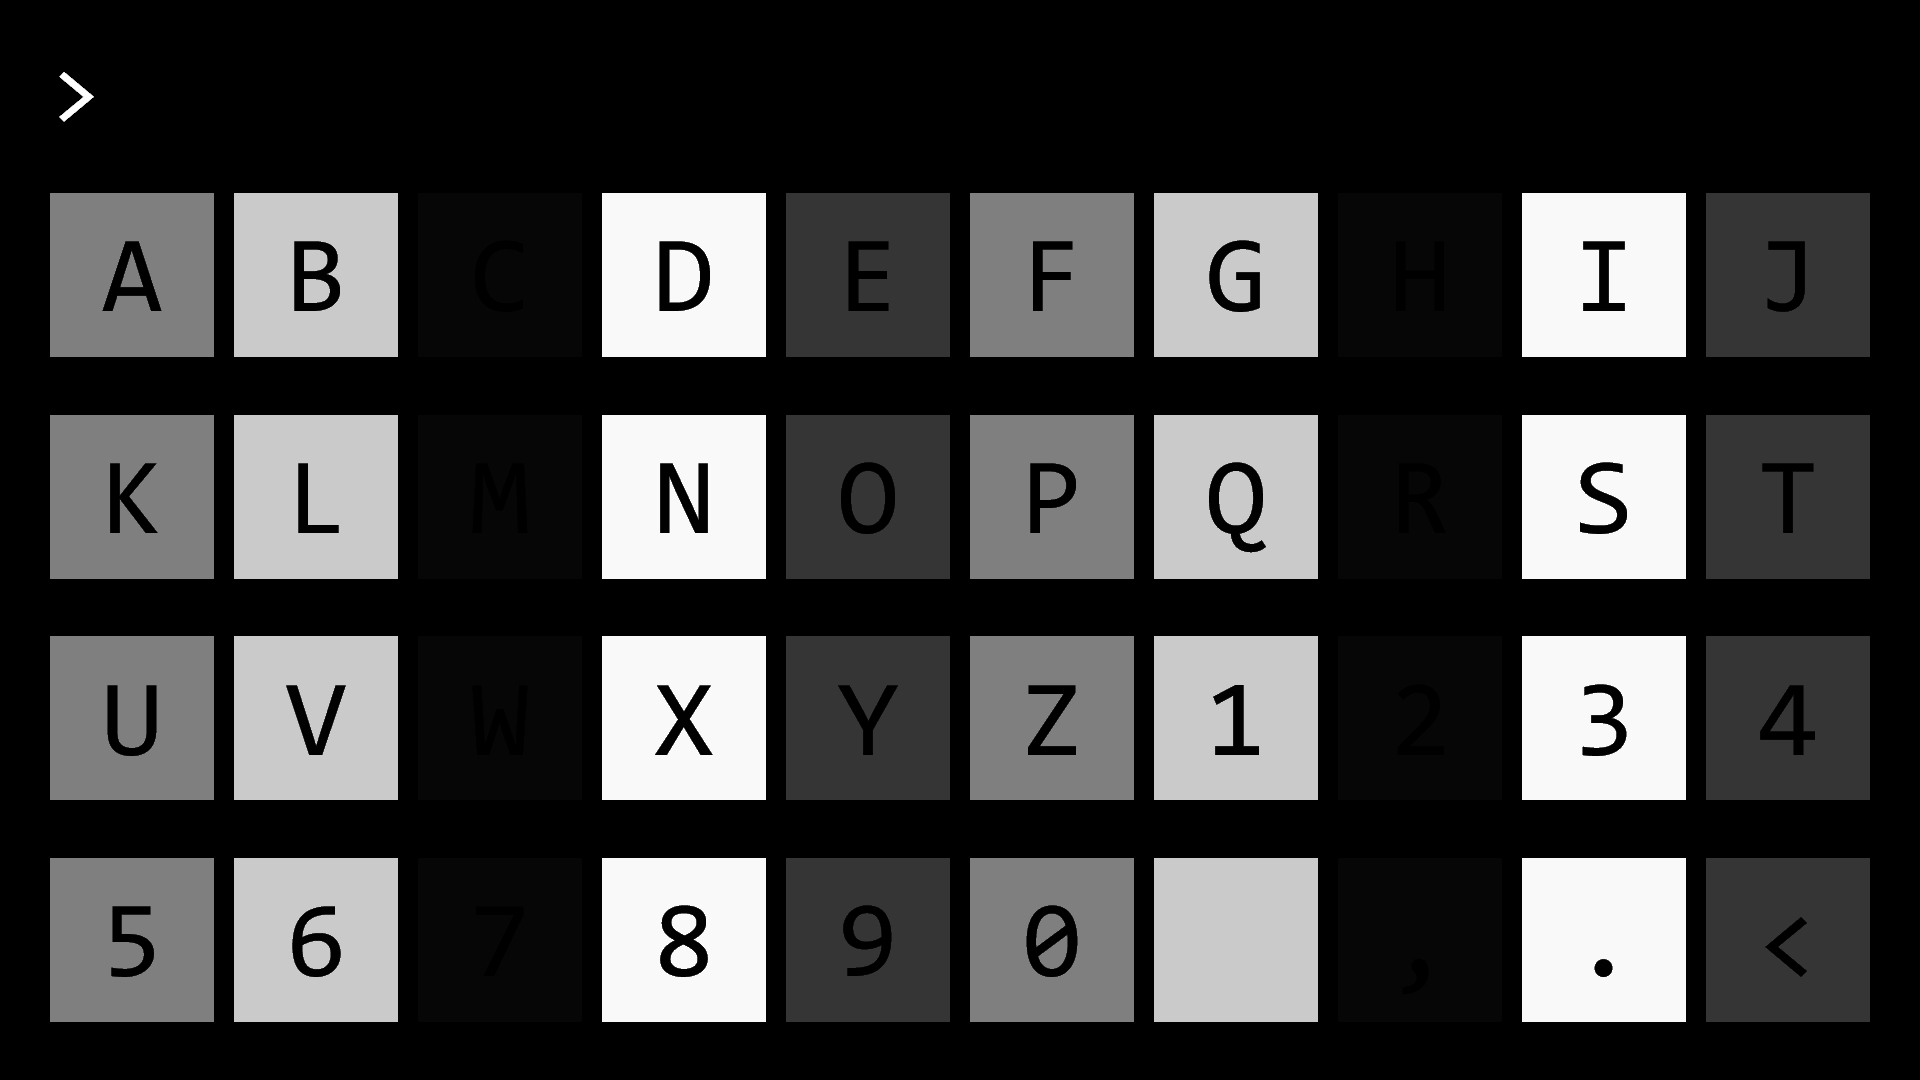 >
A B C D E F G H I J
K L M N O P Q R S T
U V W X Y Z 1 2 3 4
5 6 7 8 9 0 , . <